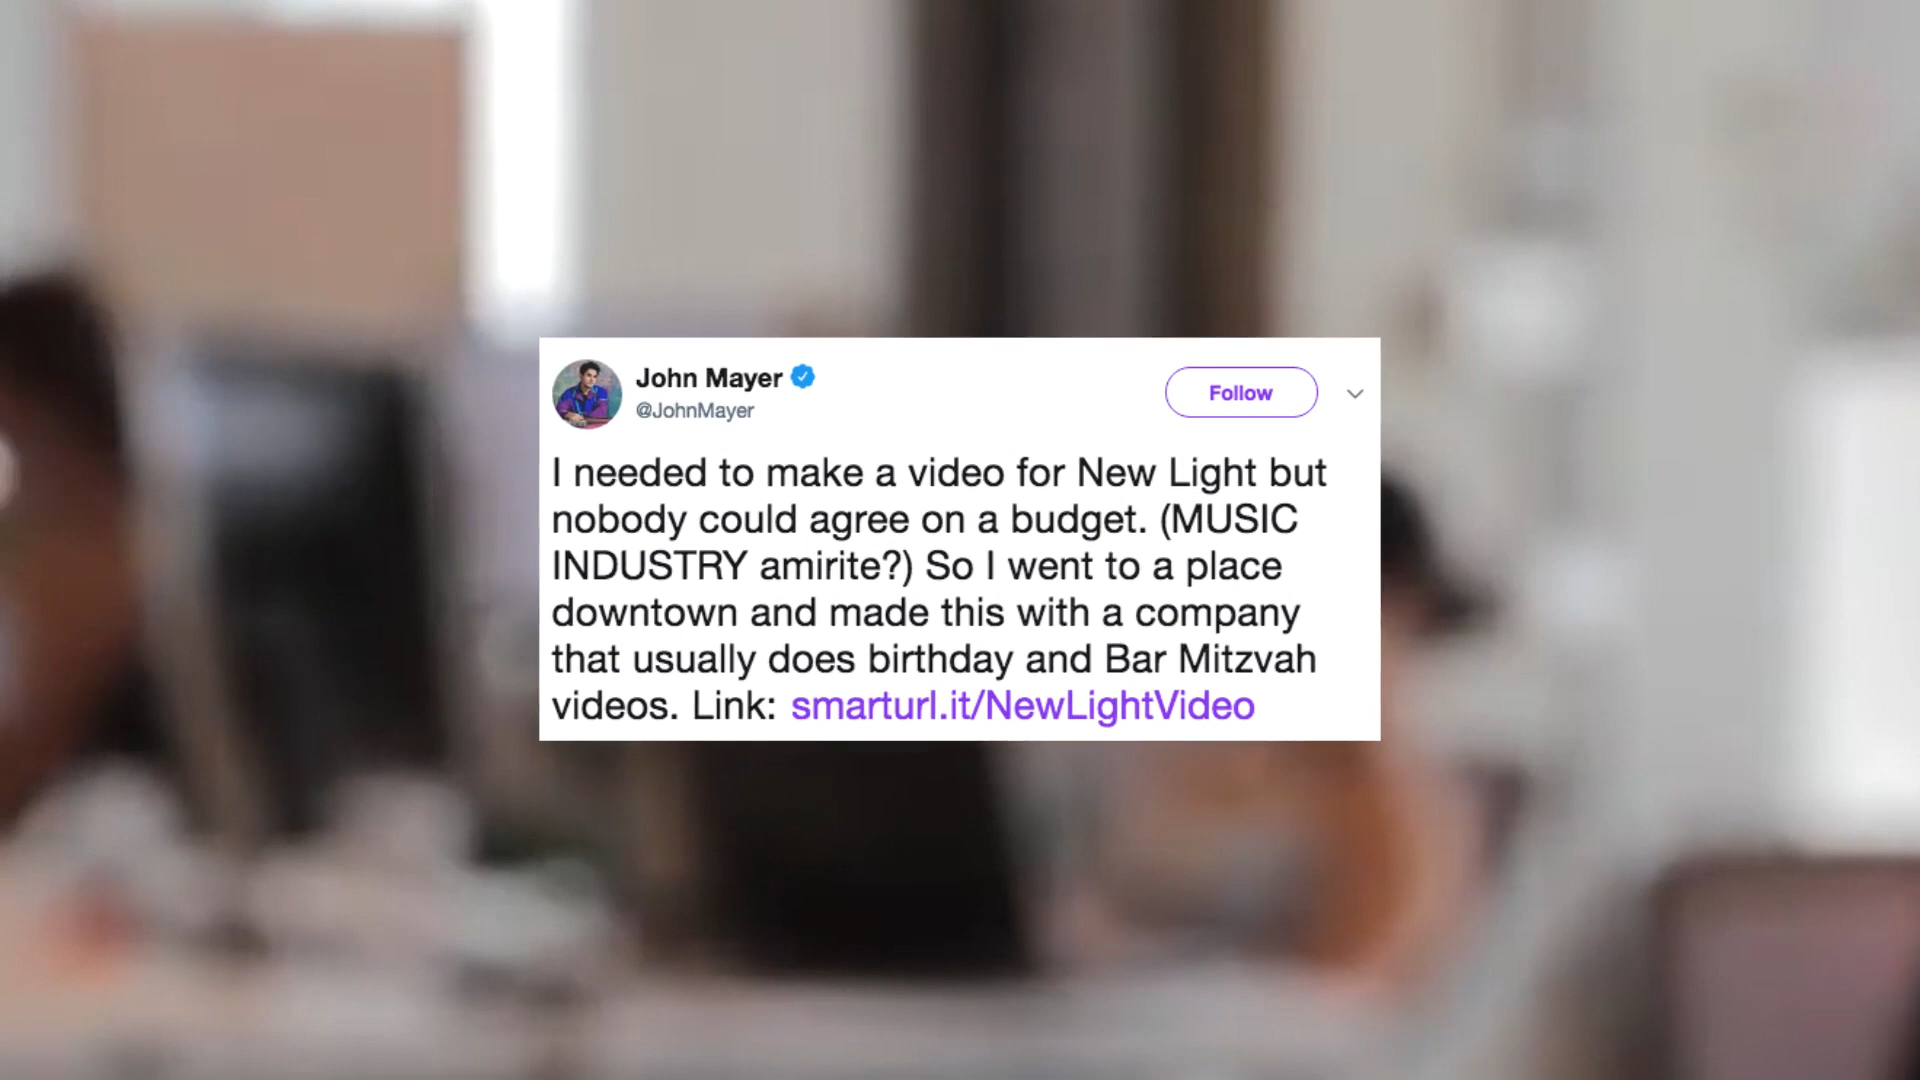 John Mayer
@JohnMayer
Follow
I needed to make a video for New Light but
nobody could agree on a budget. (MUSIC
INDUSTRY amirite?) So I went to a place
downtown and made this with a company
that usually does birthday and Bar Mitzvah
videos. Link: smarturl.it/NewLightVideo